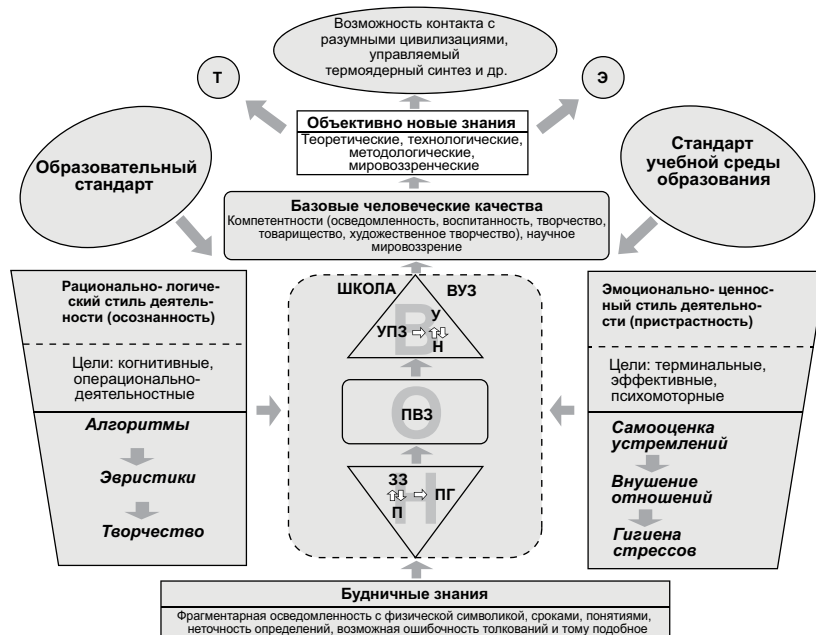 Возможность контакта с
разумными цивилизациями,
управляемый
термоядерный синтез и др.
Т
Э
Объективно новые знания
Теоретические, технологические,
методологические,
мировоззренческие
Образовательный
стандарт
Стандарт
учебной среды
образования
Базовые человеческие качества
Компетентности (осведомленность, воспитанность, творчество,
товарищество, художественное творчество), научное
мировоззрение
Рационально- логи-
ческий стиль деятель-
ности (осознанность)
Цели: когнитивные,
операционально-
деятельностные
Алгоритмы
Эвристики
Творчество
ШКОЛА
ВУЗ
В
УПЗ
У
Н
О
ПВЗ
Н
ЗЗ
П
ПГ
Эмоционально- ценнос-
ный стиль деятельно-
сти (пристрастность)
Цели: терминальные,
эффективные,
психомоторные
Самооценка
устремлений
Внушение
отношений
Гигиена
стрессов
Будничные знания
Фрагментарная осведомленность с физической символикой, сроками, понятиями,
неточность определений, возможная ошибочность толкований и тому подобное